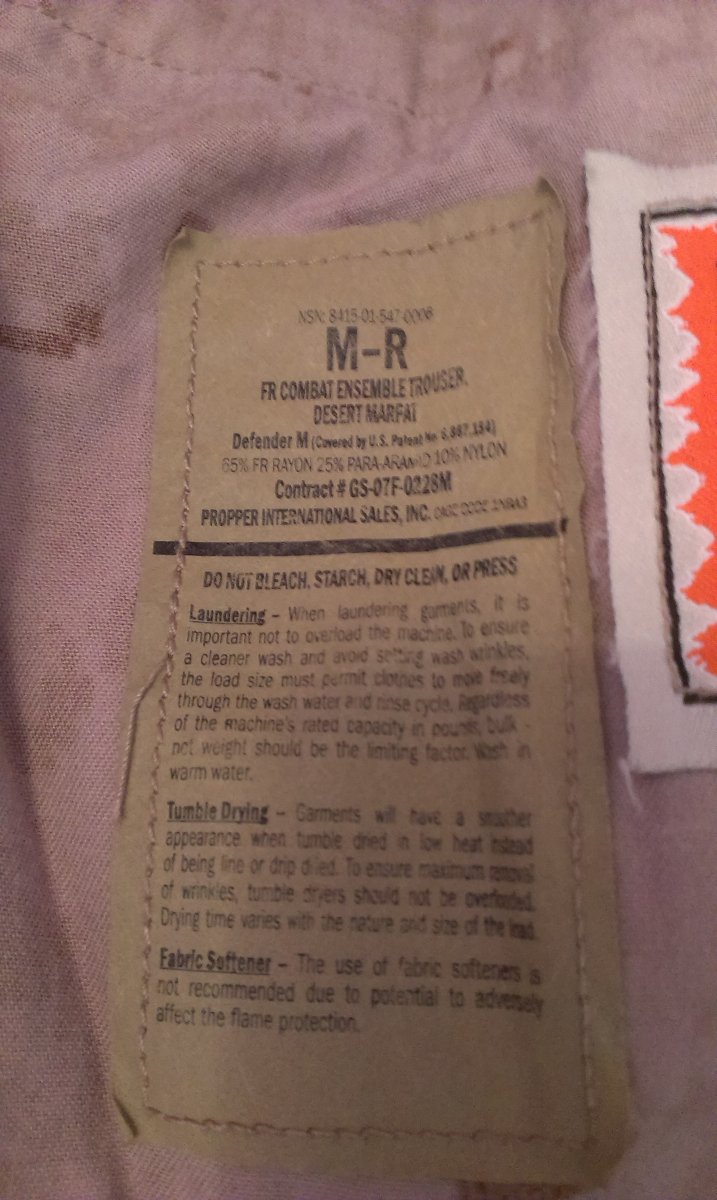 NSN: 8415-01-547-0006
M-R
FR COMBAT ENSEMBLE TROUSER,
DESERT MARPAT
Defender M (Covered by U.S. Patent No 6,867,154)
65% FR RAYON 25% PARA-ARAMID 10% NYLON
Contract # GS-07F-0228M
PROPPER INTERNATIONAL SALES, INC. CAGE CODE
DO NOT BLEACH, STARCH, DRY CLEAN, OR PRESS
Laundering – When laundering garments, it is
important not to overload the machine. To ensure
a cleaner wash and avoid setting wash wrinkles,
the load size must permit clothes to move freely
through the wash water and rinse cycle. Regardless
of the machine's rated capacity in pounds, bulk -
not weight should be the limiting factor. Wash in
warm water.
Tumble Drying – Garments will have a smother
appearance when tumble dried in low heat instead
of being line or drip dried. To ensure maximum removal
of wrinkles, tumble dryers should not be overloaded.
Drying time varies with the nature and size of the load.
Fabric Softener – The use of fabric softeners is
not recommended due to potential to adversely
affect the flame protection.